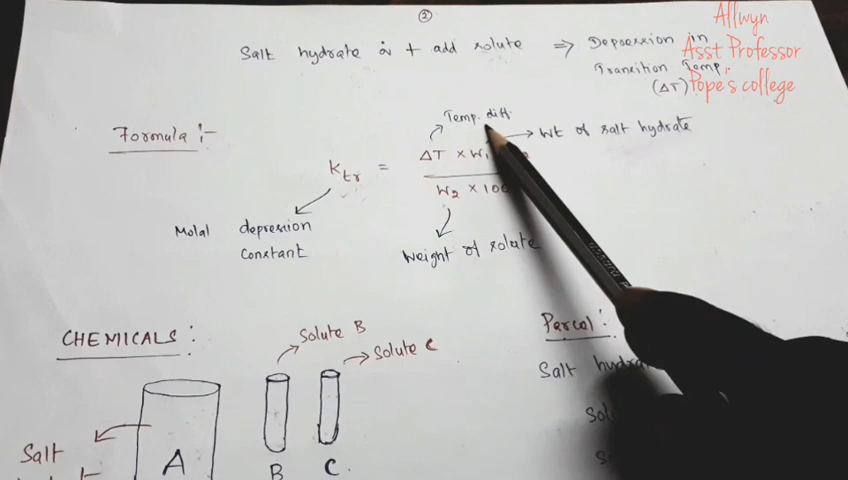 ②
Salt hydrate + add solute ⇒ Depression in
Transition Temp.
(ΔT)
Allwyn
Asst Professor
Pope's college
Formula :-
Temp. diff.
→ Wt of salt hydrate
Ktr = ΔT × W₁
W₂ × 100
Molal depression
constant
Weight of solute
CHEMICALS :
Solute B
Solute C
Parcel :
Salt
Salt
A
B
C